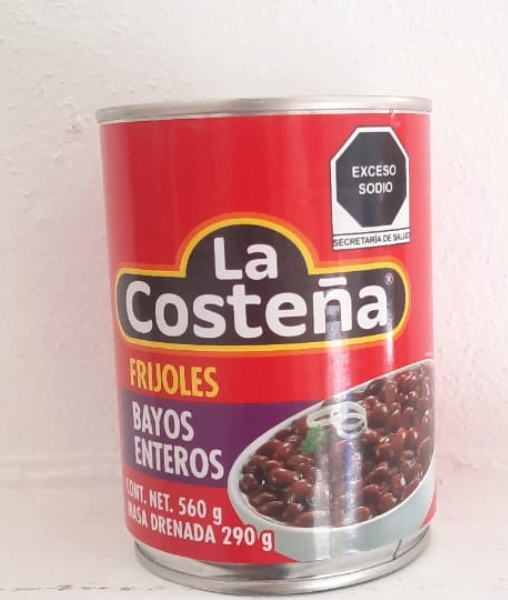 EXCESO
SODIO
SECRETARÍA DE SALUD
La
Costeña®
FRIJOLES
BAYOS
ENTEROS
CONT. NET. 560 g
MASA DRENADA 290 g